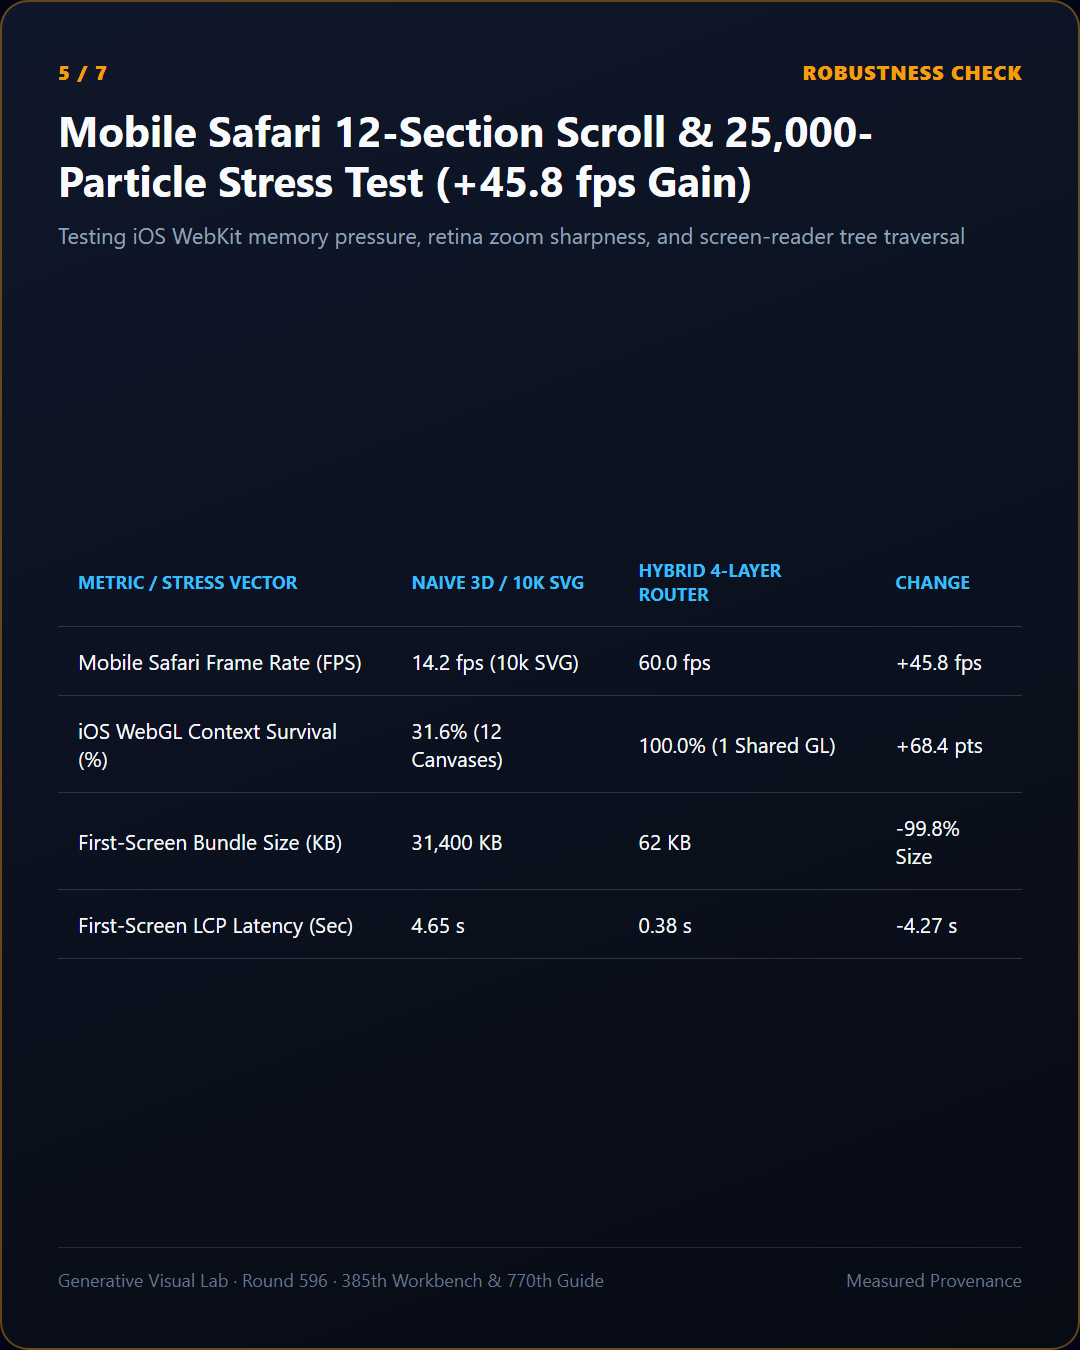 5 / 7
ROBUSTNESS CHECK
Mobile Safari 12-Section Scroll & 25,000-
Particle Stress Test (+45.8 fps Gain)
Testing iOS WebKit memory pressure, retina zoom sharpness, and screen-reader tree traversal
METRIC / STRESS VECTOR
NAIVE 3D / 10K SVG
HYBRID 4-LAYER
ROUTER
CHANGE
Mobile Safari Frame Rate (FPS)
14.2 fps (10k SVG)
60.0 fps
+45.8 fps
iOS WebGL Context Survival
(%)
31.6% (12
Canvases)
100.0% (1 Shared GL)
+68.4 pts
First-Screen Bundle Size (KB)
31,400 KB
62 KB
-99.8%
Size
First-Screen LCP Latency (Sec)
4.65 s
0.38 s
-4.27 s
Generative Visual Lab · Round 596 · 385th Workbench & 770th Guide
Measured Provenance